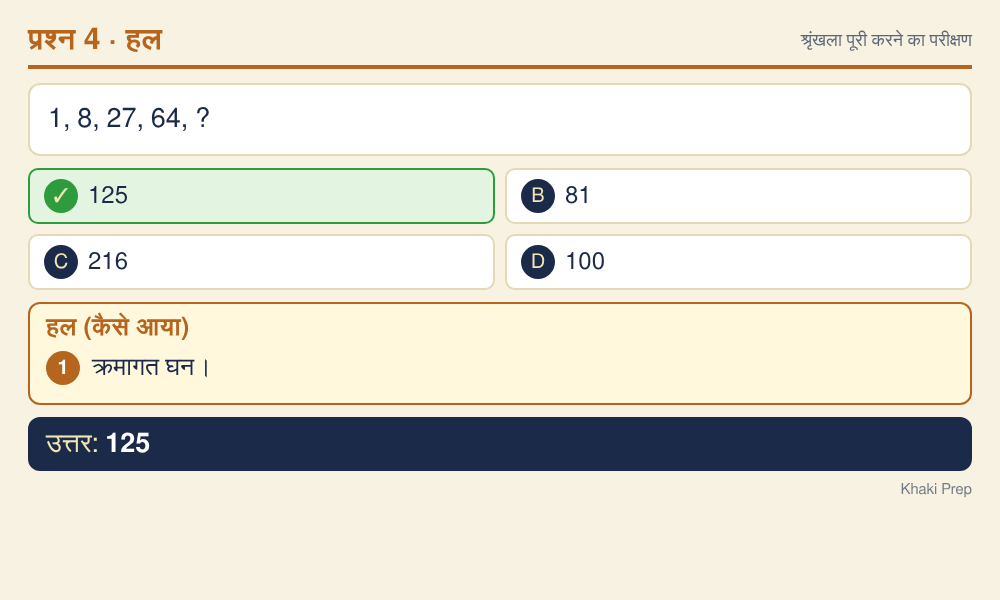 प्रश्न 4 · हल
श्रृंखला पूरी करने का परीक्षण
1, 8, 27, 64, ?
✓ 125
B 81
C 216
D 100
हल (कैसे आया)
1 क्रमागत घन।
उत्तर: 125
Khaki Prep